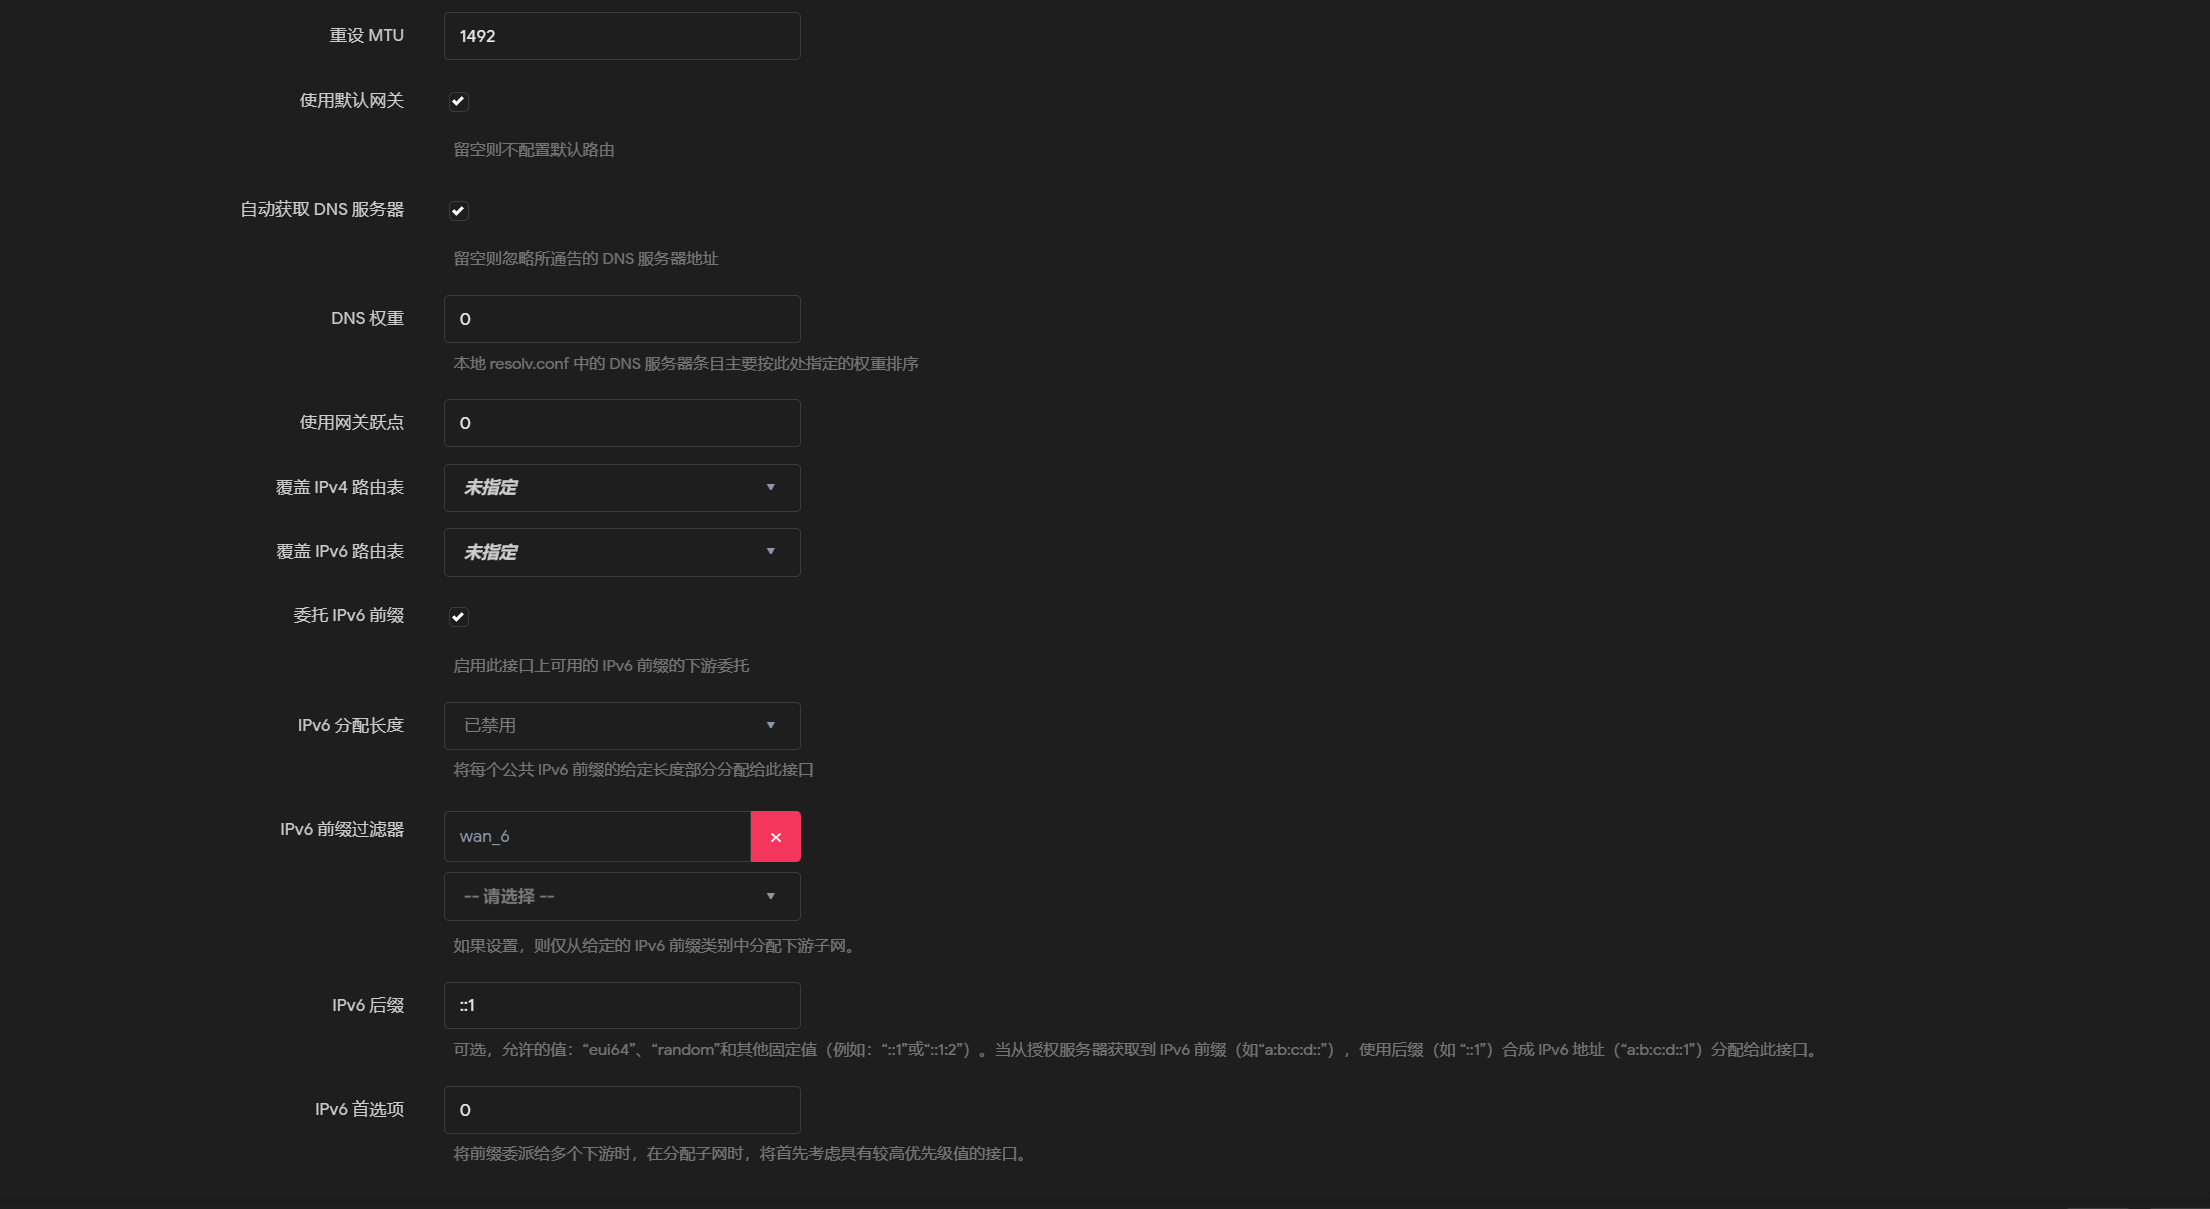 重设 MTU
1492
使用默认网关
留空则不配置默认路由
自动获取 DNS 服务器
留空则忽略所通告的 DNS 服务器地址
DNS 权重
0
本地 resolv.conf 中的 DNS 服务器条目主要按此处指定的权重排序
使用网关跃点
0
覆盖 IPv4 路由表
未指定
覆盖 IPv6 路由表
未指定
委托 IPv6 前缀
启用此接口上可用的 IPv6 前缀的下游委托
IPv6 分配长度
已禁用
将每个公共 IPv6 前缀的给定长度部分分配给此接口
IPv6 前缀过滤器
wan_6
-- 请选择 --
如果设置，则仅从给定的 IPv6 前缀类别中分配下游子网。
IPv6 后缀
::1
可选，允许的值：“eui64”、“random”和其他固定值（例如：“::1”或“::1:2”）。当从授权服务器获取到 IPv6 前缀（如“a:b:c:d::”），使用后缀（如 “::1”）合成 IPv6 地址（“a:b:c:d::1”）分配给此接口。
IPv6 首选项
0
将前缀委派给多个下游时，在分配子网时，将首先考虑具有较高优先级值的接口。